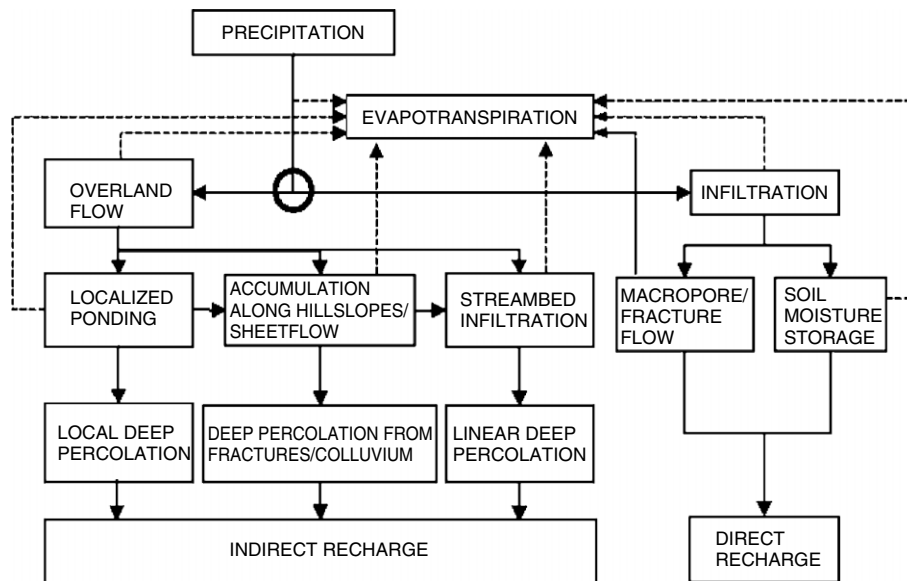 PRECIPITATION
EVAPOTRANSPIRATION
OVERLAND
FLOW
INFILTRATION
LOCALIZED
PONDING
ACCUMULATION
ALONG HILLSLOPES/
SHEETFLOW
STREAMBED
INFILTRATION
MACROPORE/
FRACTURE
FLOW
SOIL
MOISTURE
STORAGE
LOCAL DEEP
PERCOLATION
DEEP PERCOLATION FROM
FRACTURES/COLLUVIUM
LINEAR DEEP
PERCOLATION
INDIRECT RECHARGE
DIRECT
RECHARGE